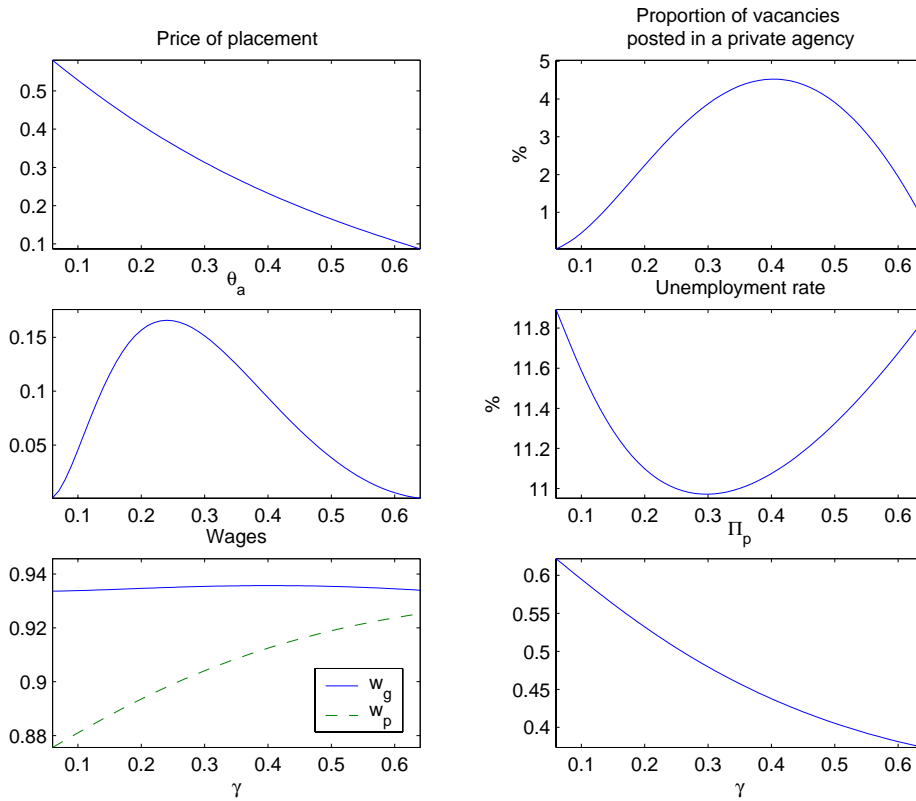 Price of placement
0.5
0.4
0.3
0.2
0.1
0.1 0.2 0.3 0.4 0.5 0.6
Proportion of vacancies
posted in a private agency
5
4
3
2
1
%
0.1 0.2 0.3 0.4 0.5 0.6
θ_a
0.15
0.1
0.05
0.1 0.2 0.3 0.4 0.5 0.6
Unemployment rate
11.8
11.6
11.4
11.2
11
%
0.1 0.2 0.3 0.4 0.5 0.6
Wages
0.94
0.92
0.9
0.88
w_g
w_p
0.1 0.2 0.3 0.4 0.5 0.6
γ
Π_p
0.6
0.55
0.5
0.45
0.4
0.1 0.2 0.3 0.4 0.5 0.6
γ